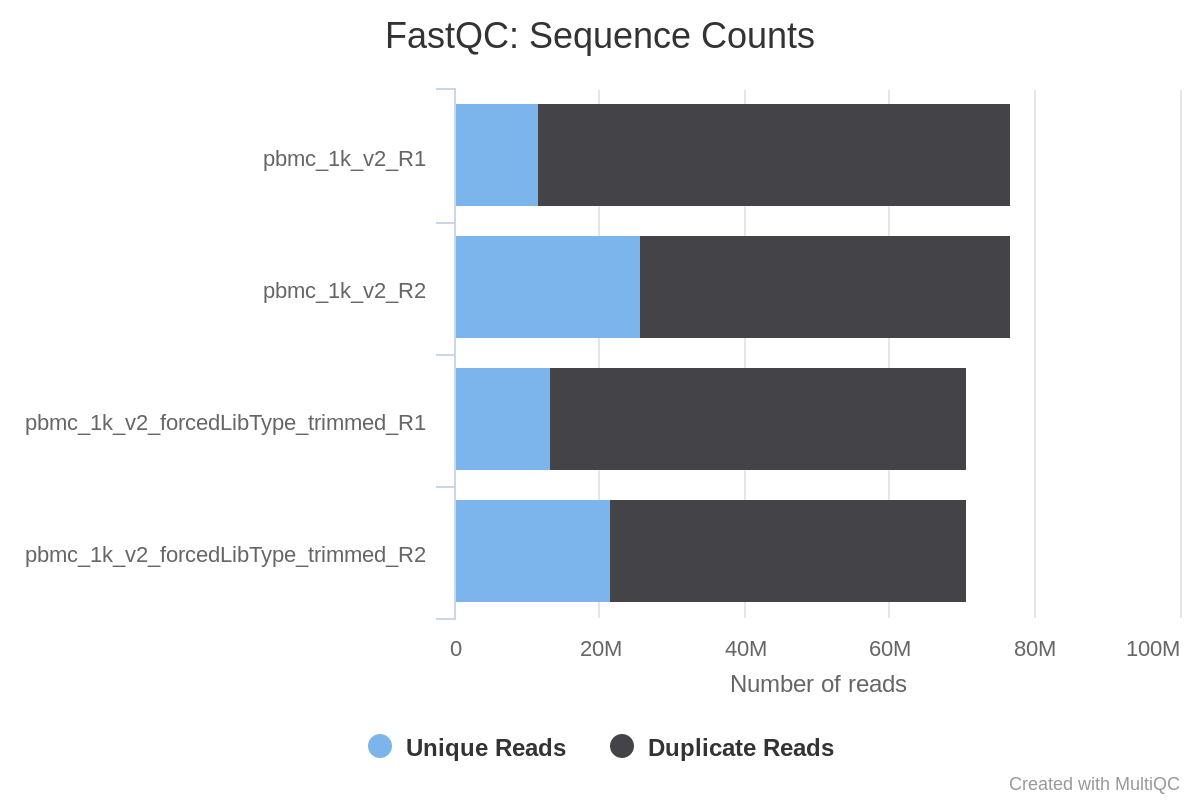 FastQC: Sequence Counts
pbmc_1k_v2_R1
pbmc_1k_v2_R2
pbmc_1k_v2_forcedLibType_trimmed_R1
pbmc_1k_v2_forcedLibType_trimmed_R2
0 20M 40M 60M 80M 100M
Number of reads
Unique Reads Duplicate Reads
Created with MultiQC